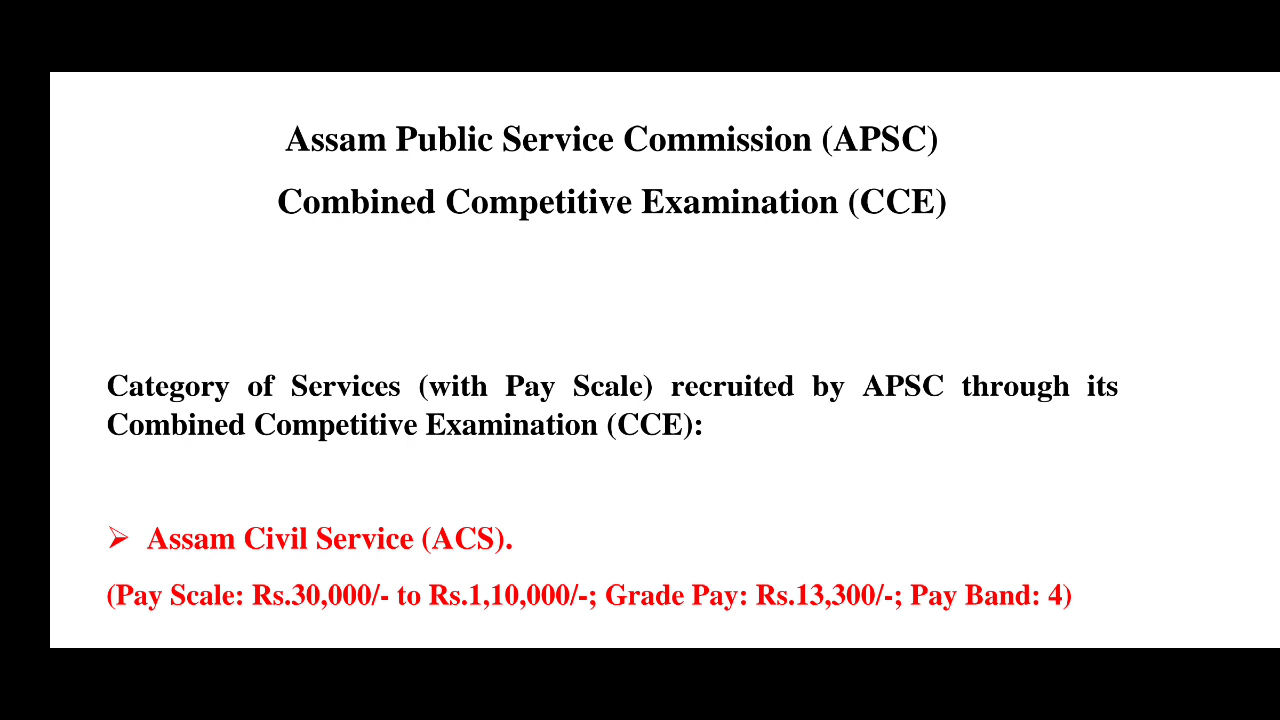 Assam Public Service Commission (APSC)
Combined Competitive Examination (CCE)
Category of Services (with Pay Scale) recruited by APSC through its
Combined Competitive Examination (CCE):
➢ Assam Civil Service (ACS).
(Pay Scale: Rs.30,000/- to Rs.1,10,000/-; Grade Pay: Rs.13,300/-; Pay Band: 4)